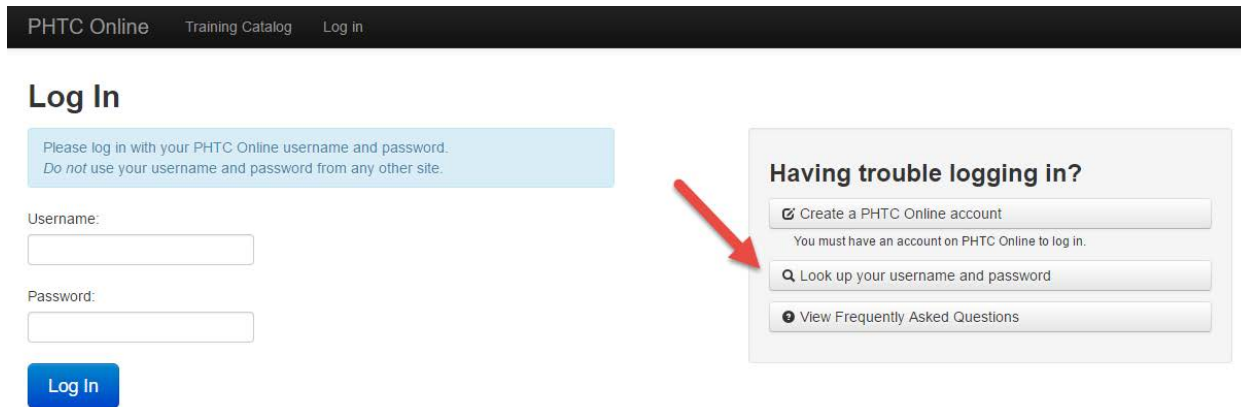 PHTC Online Training Catalog Log in
Log In
Please log in with your PHTC Online username and password.
Do not use your username and password from any other site.
Username:
Password:
Log In
Having trouble logging in?
Create a PHTC Online account
You must have an account on PHTC Online to log in.
Look up your username and password
View Frequently Asked Questions